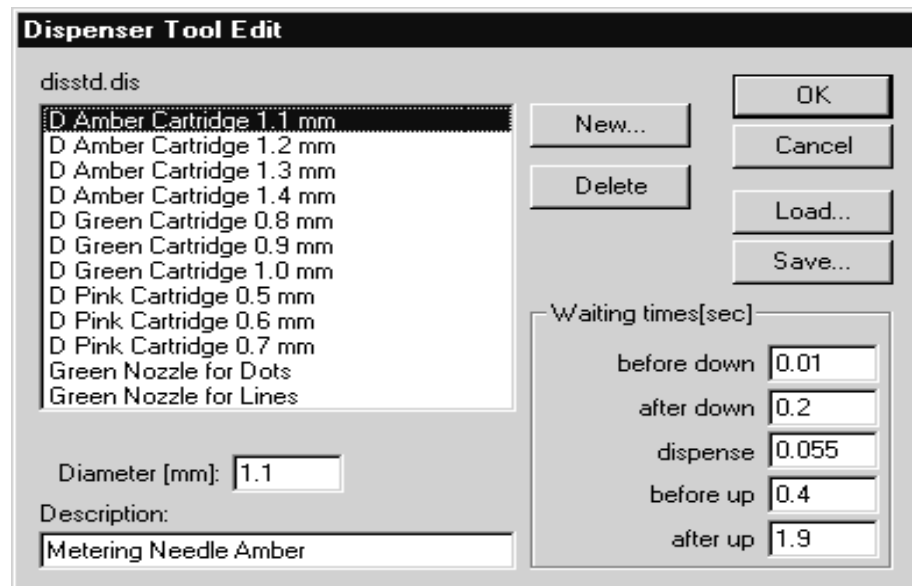 Dispenser Tool Edit
disstd.dis
D Amber Cartridge 1.1 mm
D Amber Cartridge 1.2 mm
D Amber Cartridge 1.3 mm
D Amber Cartridge 1.4 mm
D Green Cartridge 0.8 mm
D Green Cartridge 0.9 mm
D Green Cartridge 1.0 mm
D Pink Cartridge 0.5 mm
D Pink Cartridge 0.6 mm
D Pink Cartridge 0.7 mm
Green Nozzle for Dots
Green Nozzle for Lines
New...
Delete
OK
Cancel
Load...
Save...
Diameter [mm]: 1.1
Description:
Metering Needle Amber
Waiting times[sec]
before down 0.01
after down 0.2
dispense 0.055
before up 0.4
after up 1.9